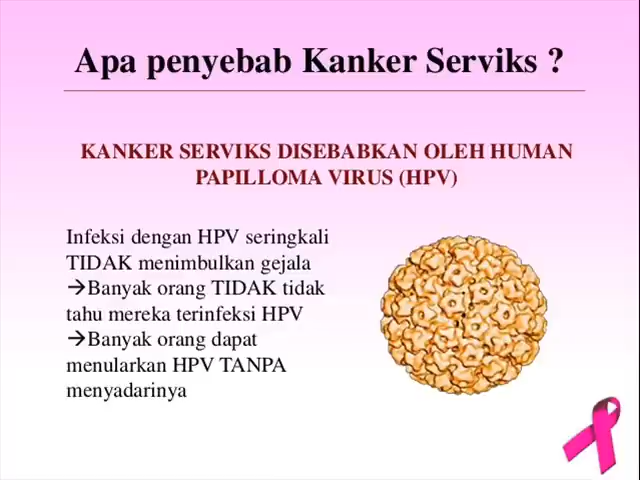 Apa penyebab Kanker Serviks ?
KANKER SERVIKS DISEBABKAN OLEH HUMAN
PAPILLOMA VIRUS (HPV)
Infeksi dengan HPV seringkali
TIDAK menimbulkan gejala
→Banyak orang TIDAK tidak
tahu mereka terinfeksi HPV
→Banyak orang dapat
menularkan HPV TANPA
menyadarinya